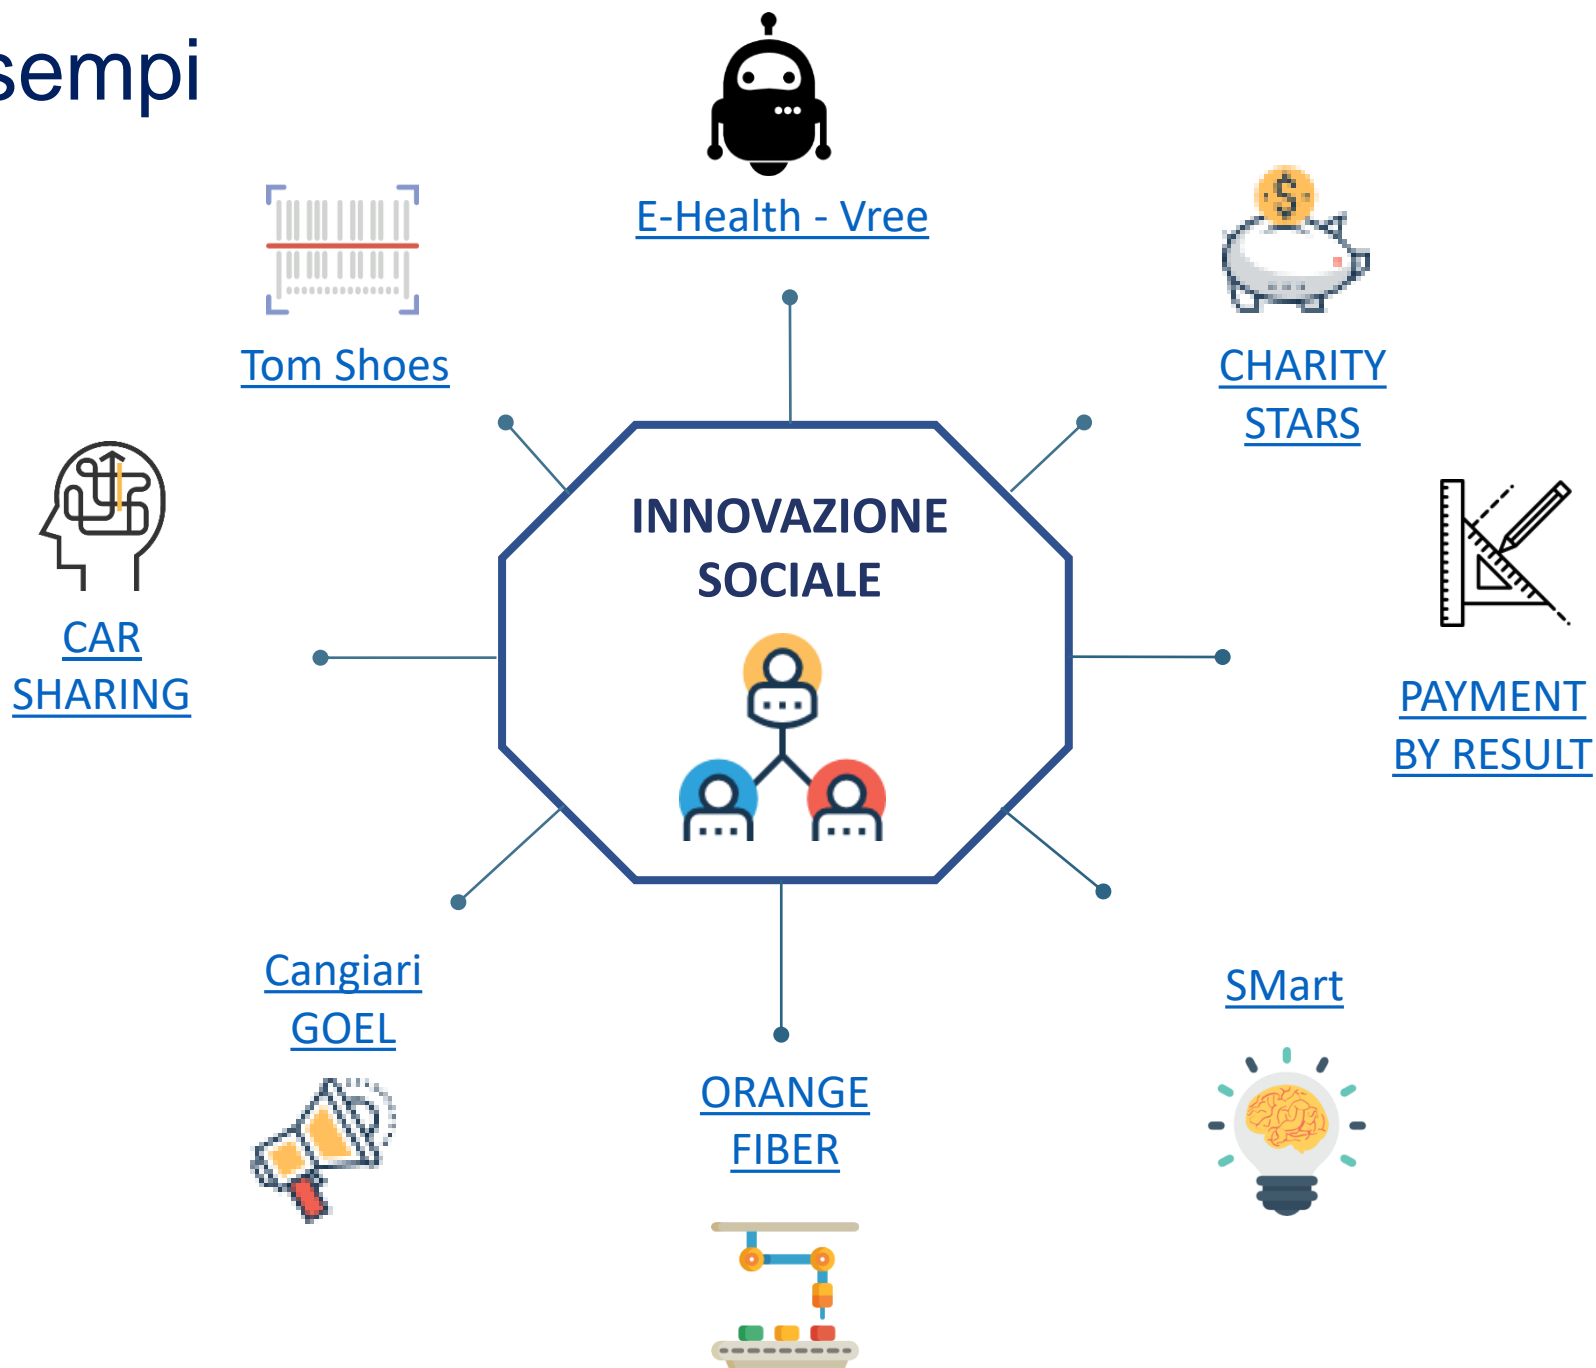 sempi
E-Health - Vree
Tom Shoes
CHARITY
STARS
INNOVAZIONE
SOCIALE
CAR
SHARING
PAYMENT
BY RESULT
Cangiari
GOEL
SMart
ORANGE
FIBER